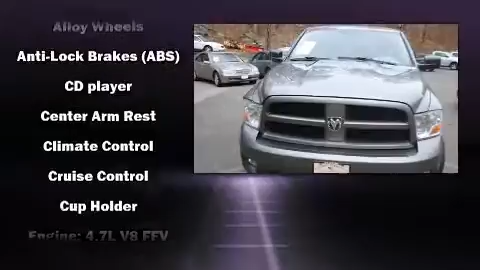 Alloy Wheels
Anti-Lock Brakes (ABS)
CD player
Center Arm Rest
Climate Control
Cruise Control
Cup Holder
Engine: 4.7L V8 FFV